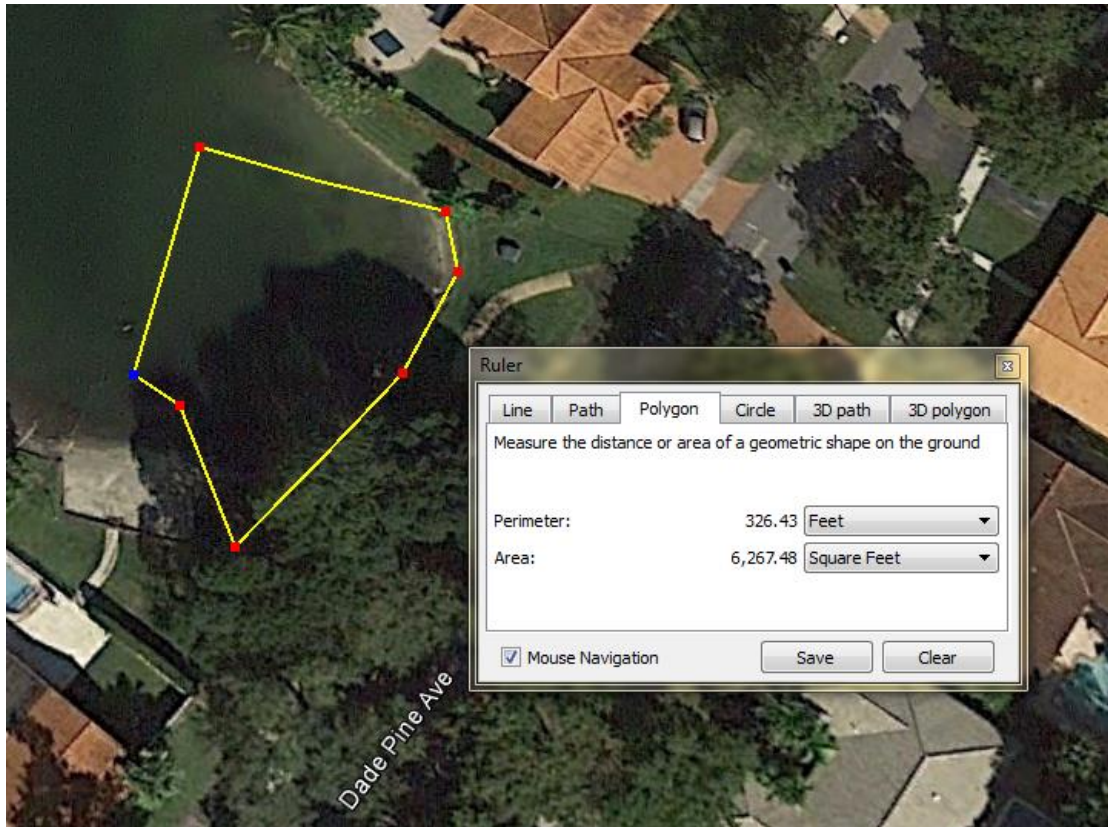 Ruler
Line Path Polygon Circle 3D path 3D polygon
Measure the distance or area of a geometric shape on the ground
Perimeter: 326.43 Feet
Area: 6,267.48 Square Feet
Mouse Navigation Save Clear
Dade Pine Ave